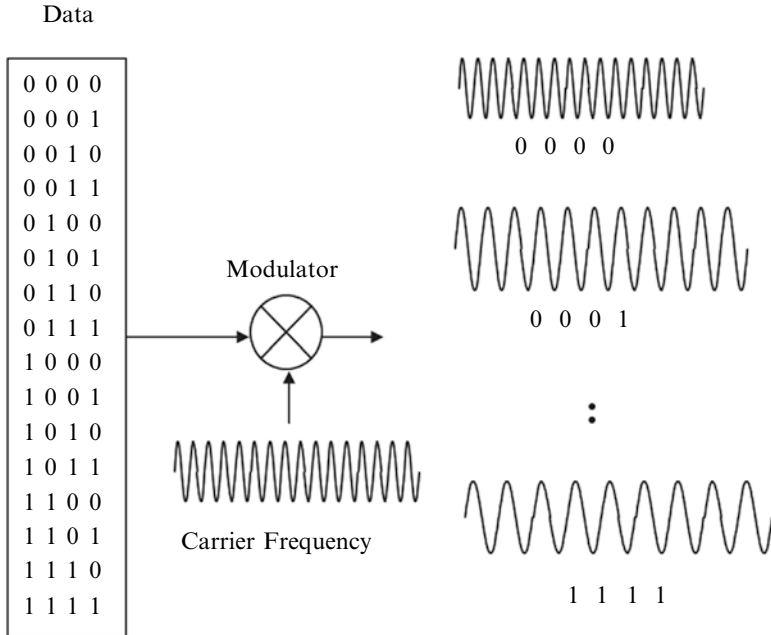 Data
0 0 0 0
0 0 0 1
0 0 1 0
0 0 1 1
0 1 0 0
0 1 0 1
0 1 1 0
0 1 1 1
1 0 0 0
1 0 0 1
1 0 1 0
1 0 1 1
1 1 0 0
1 1 0 1
1 1 1 0
1 1 1 1
Modulator
Carrier Frequency
0 0 0 0
0 0 0 1
:
1 1 1 1